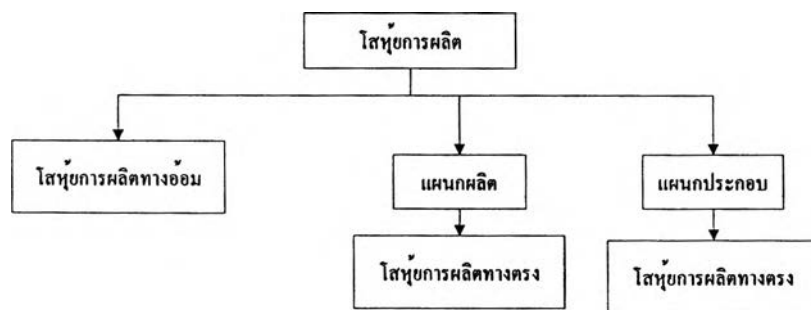 โสหุ้ยการผลิต
โสหุ้ยการผลิตทางอ้อม
แผนกผลิต
แผนกประกอบ
โสหุ้ยการผลิตทางตรง
โสหุ้ยการผลิตทางตรง